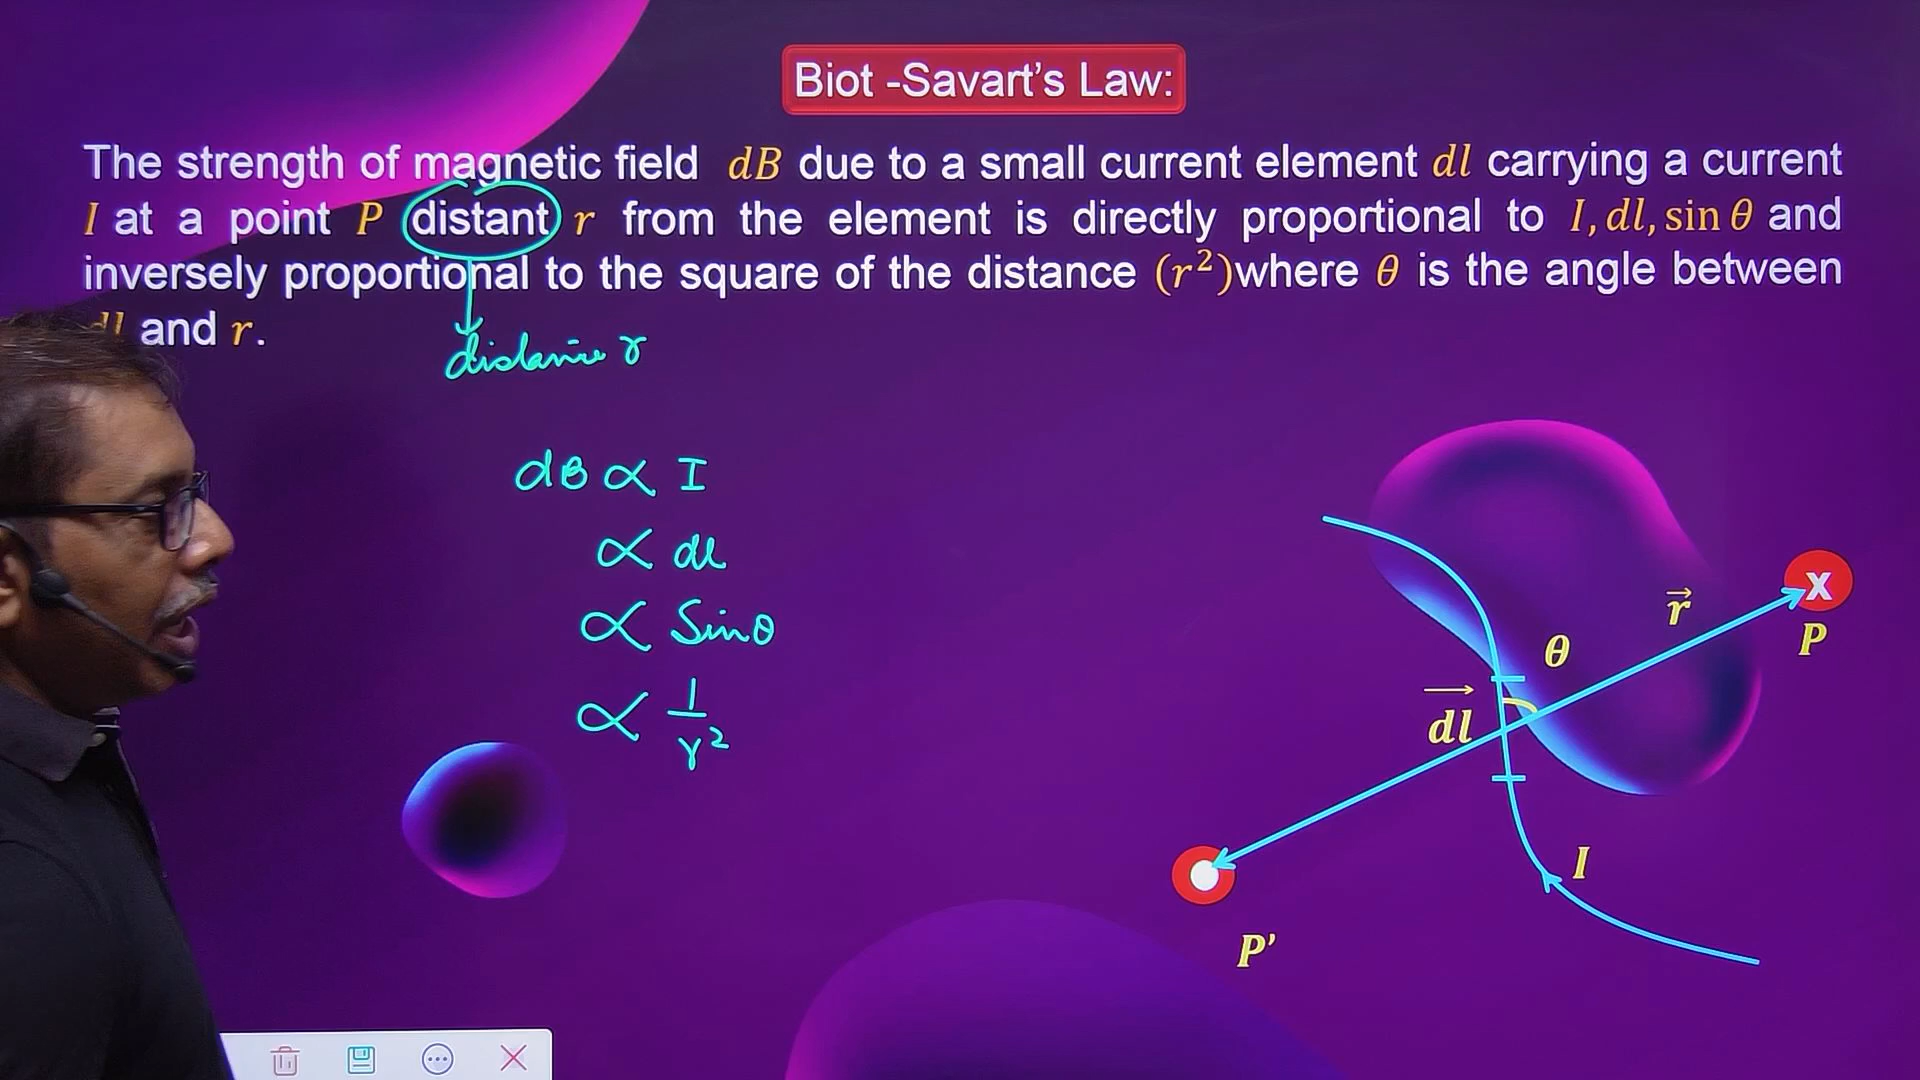 Biot -Savart’s Law:
The strength of magnetic field dB due to a small current element dl carrying a current
I at a point P distant r from the element is directly proportional to I, dl, sin θ and
inversely proportional to the square of the distance (r²)where θ is the angle between
dl and r.
distance r
dB ∝ I
∝ dl
∝ Sinθ
∝ 1/r²
x
r⃗
P
θ
dl⃗
I
P’